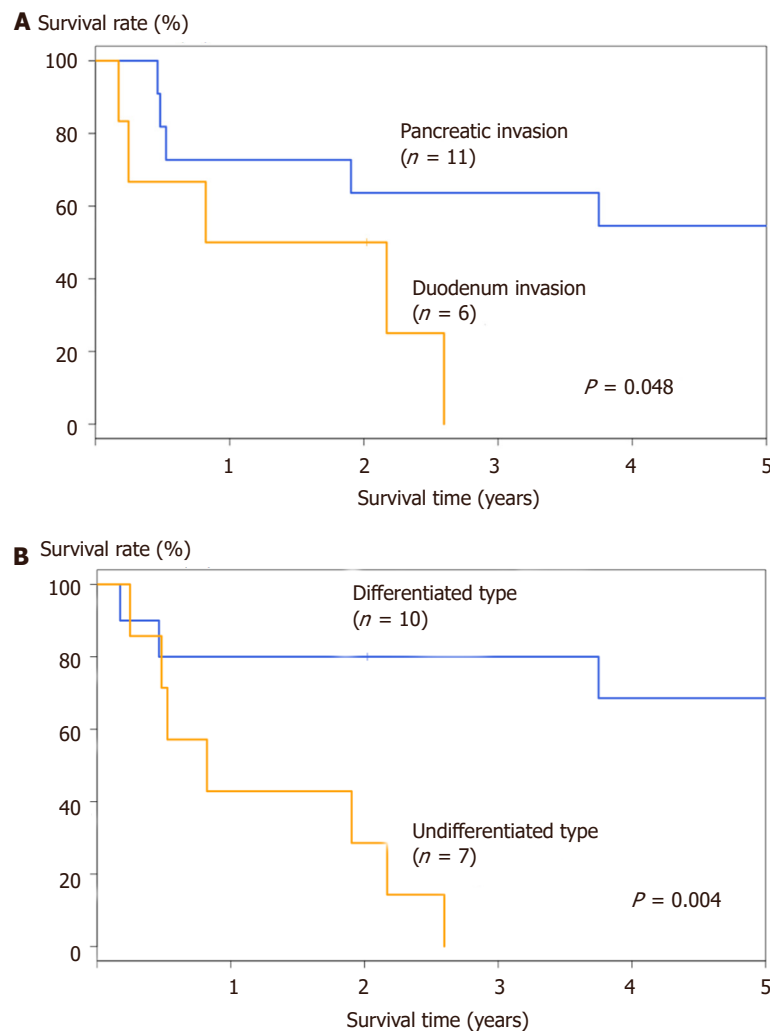 A Survival rate (%)
100
80
60
40
20
0
Pancreatic invasion
(n = 11)
Duodenum invasion
(n = 6)
P = 0.048
1 2 3 4 5
Survival time (years)
B Survival rate (%)
100
80
60
40
20
0
Differentiated type
(n = 10)
Undifferentiated type
(n = 7)
P = 0.004
1 2 3 4 5
Survival time (years)